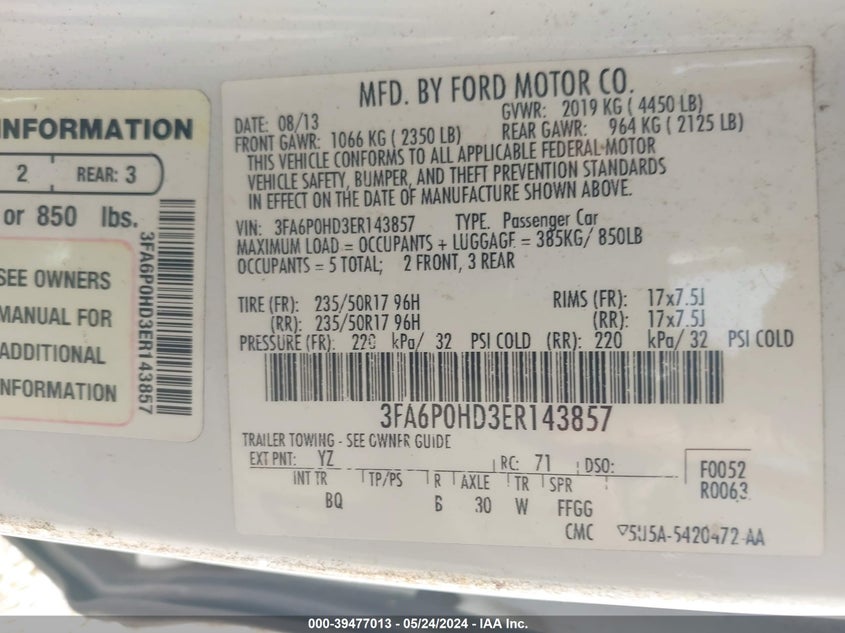 INFORMATION
2 REAR: 3
or 850 lbs.
SEE OWNERS
MANUAL FOR
ADDITIONAL
INFORMATION
3FA6P0HD3ER143857
MFD. BY FORD MOTOR CO.
DATE: 08/13 GVWR: 2019 KG ( 4450 LB)
FRONT GAWR: 1066 KG ( 2350 LB) REAR GAWR: 964 KG ( 2125 LB)
THIS VEHICLE CONFORMS TO ALL APPLICABLE FEDERAL MOTOR
VEHICLE SAFETY, BUMPER, AND THEFT PREVENTION STANDARDS
IN EFFECT ON THE DATE OF MANUFACTURE SHOWN ABOVE.
VIN: 3FA6P0HD3ER143857 TYPE: Passenger Car
MAXIMUM LOAD = OCCUPANTS + LUGGAGE = 385KG/ 850LB
OCCUPANTS = 5 TOTAL; 2 FRONT, 3 REAR
TIRE (FR): 235/50R17 96H RIMS (FR): 17x7.5J
(RR): 235/50R17 96H (RR): 17x7.5J
PRESSURE (FR): 220 kPa/ 32 PSI COLD (RR): 220 kPa/ 32 PSI COLD
3FA6P0HD3ER143857
TRAILER TOWING - SEE OWNER GUIDE
EXT PNT: YZ RC: 71 DSO: F0052
INT TR TP/PS R AXLE TR SPR R0063
BQ 6 30 W FFGG
CMC 5U5A-5420472-AA
000-39477013 - 05/24/2024 - IAA Inc.